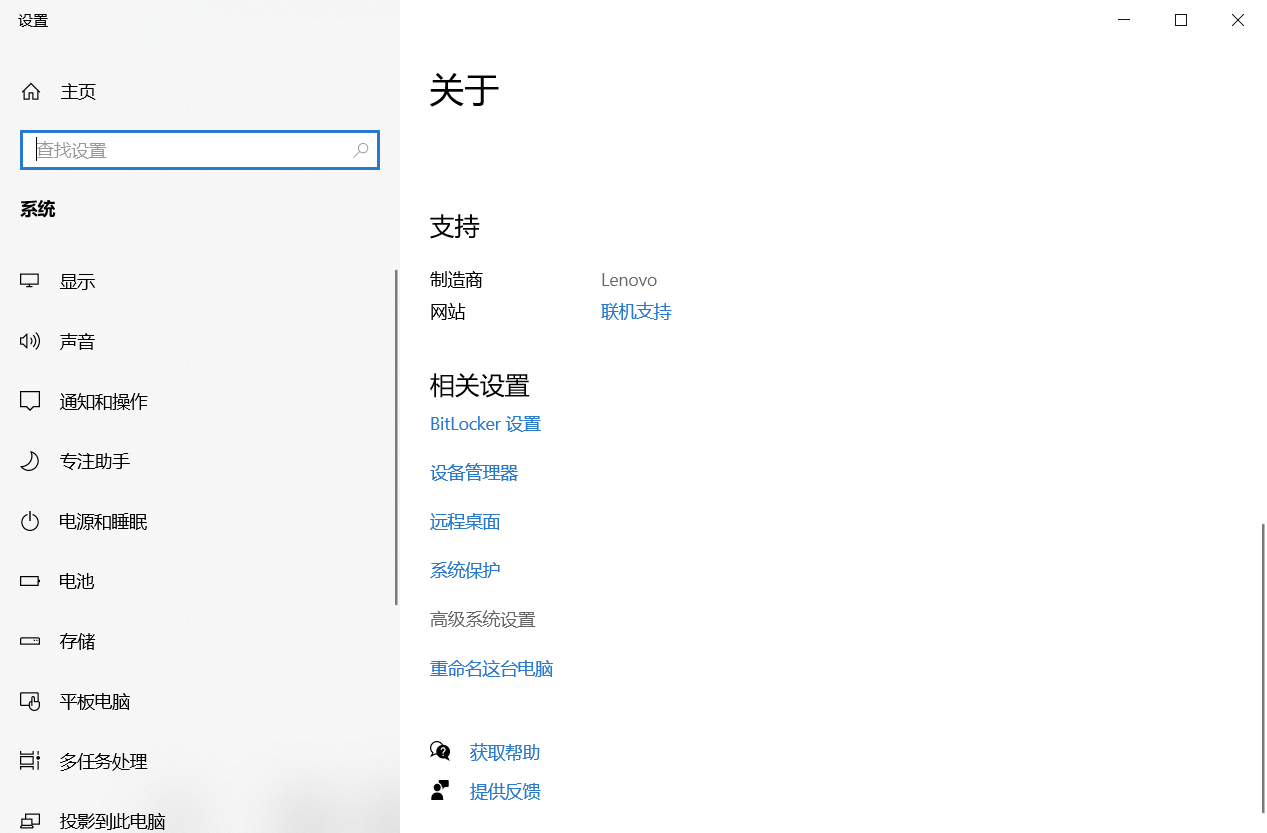 设置
主页
查找设置
系统
显示
声音
通知和操作
专注助手
电源和睡眠
电池
存储
平板电脑
多任务处理
投影到此电脑
关于
支持
制造商 Lenovo
网站 联机支持
相关设置
BitLocker 设置
设备管理器
远程桌面
系统保护
高级系统设置
重命名这台电脑
获取帮助
提供反馈